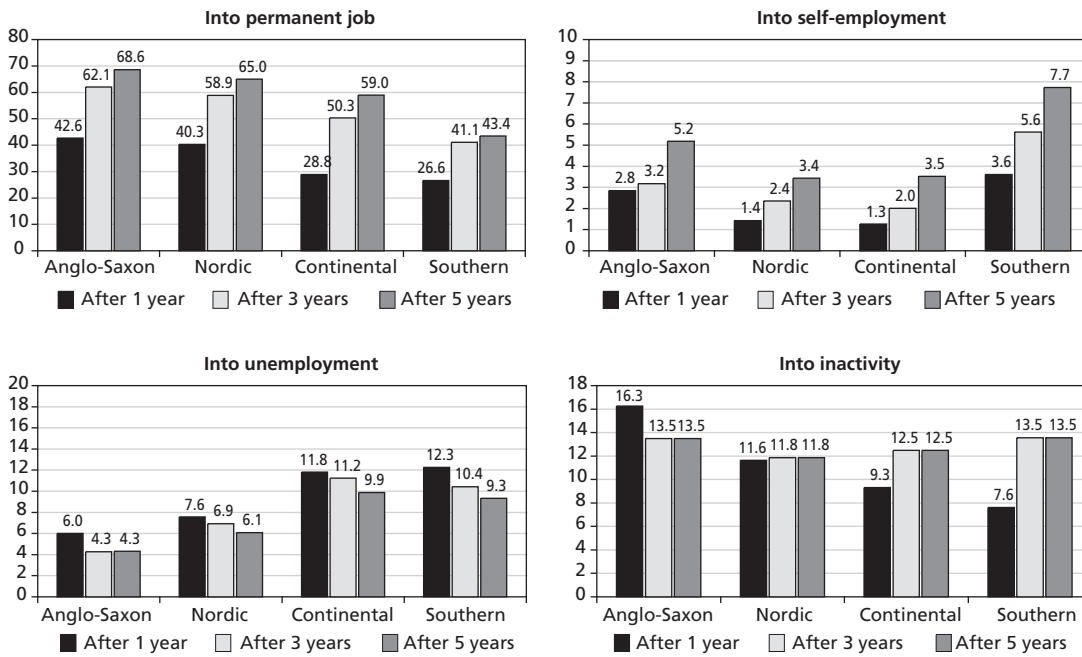 Into permanent job
80
70
60
50
40
30
20
10
0
42.6 62.1 68.6
40.3 58.9 65.0
28.8 50.3 59.0
26.6 41.1 43.4
Anglo-Saxon Nordic Continental Southern
After 1 year After 3 years After 5 years
Into self-employment
10
9
8
7
6
5
4
3
2
1
0
2.8 3.2 5.2
1.4 2.4 3.4
1.3 2.0 3.5
3.6 5.6 7.7
Anglo-Saxon Nordic Continental Southern
After 1 year After 3 years After 5 years
Into unemployment
20
18
16
14
12
10
8
6
4
2
0
6.0 4.3 4.3
7.6 6.9 6.1
11.8 11.2 9.9
12.3 10.4 9.3
Anglo-Saxon Nordic Continental Southern
After 1 year After 3 years After 5 years
Into inactivity
18
16
14
12
10
8
6
4
2
0
16.3 13.5 13.5
11.6 11.8 11.8
9.3 12.5 12.5
7.6 13.5 13.5
Anglo-Saxon Nordic Continental Southern
After 1 year After 3 years After 5 years